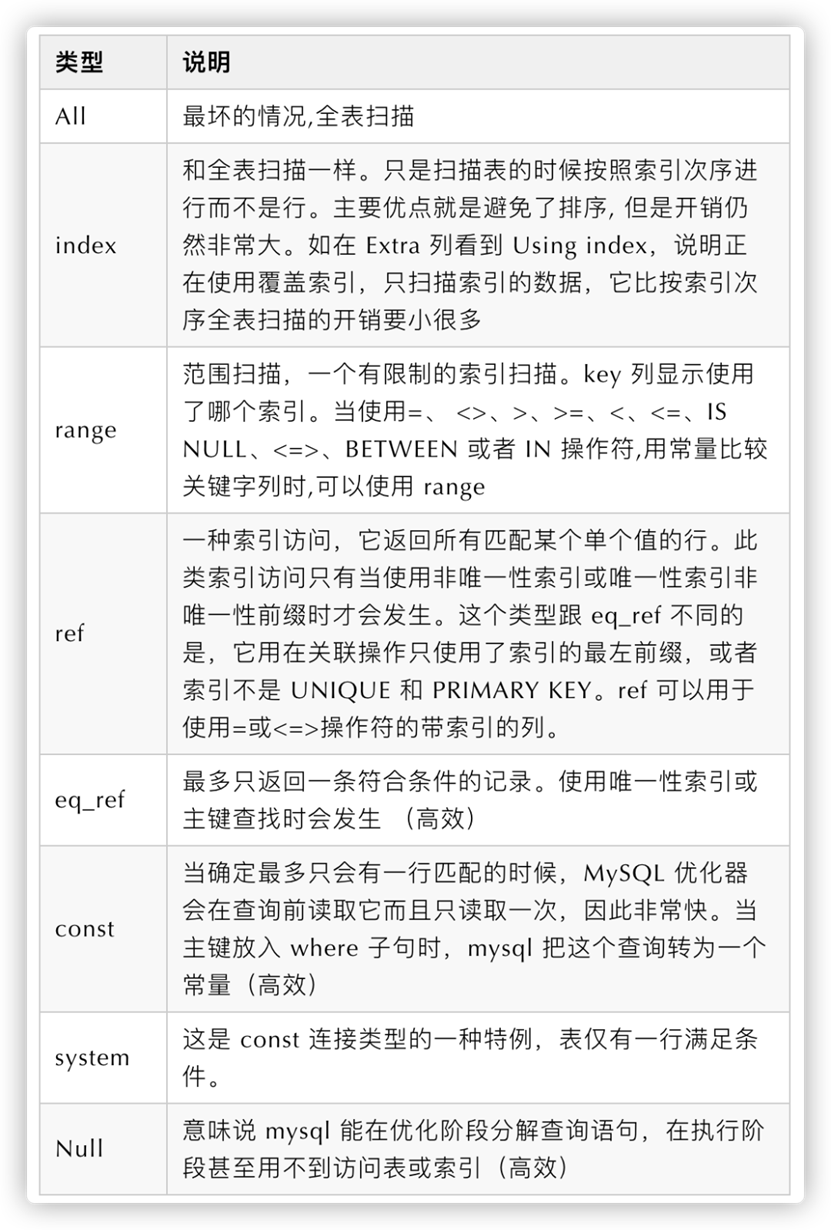 类型 说明
All 最坏的情况,全表扫描
和全表扫描一样。只是扫描表的时候按照索引次序进
行而不是行。主要优点就是避免了排序, 但是开销仍
index 然非常大。如在 Extra 列看到 Using index，说明正
在使用覆盖索引，只扫描索引的数据，它比按索引次
序全表扫描的开销要小很多
范围扫描，一个有限制的索引扫描。key 列显示使用
range 了哪个索引。当使用=、 <>、>、>=、<、<=、IS
NULL、<=>、BETWEEN 或者 IN 操作符,用常量比较
关键字列时,可以使用 range
一种索引访问，它返回所有匹配某个单个值的行。此
类索引访问只有当使用非唯一性索引或唯一性索引非
唯一性前缀时才会发生。这个类型跟 eq_ref 不同的
ref 是，它用在关联操作只使用了索引的最左前缀，或者
索引不是 UNIQUE 和 PRIMARY KEY。ref 可以用于
使用=或<=>操作符的带索引的列。
eq_ref 最多只返回一条符合条件的记录。使用唯一性索引或
主键查找时会发生 （高效）
当确定最多只会有一行匹配的时候，MySQL 优化器
const 会在查询前读取它而且只读取一次，因此非常快。当
主键放入 where 子句时，mysql 把这个查询转为一个
常量（高效）
system 这是 const 连接类型的一种特例，表仅有一行满足条
件。
Null 意味说 mysql 能在优化阶段分解查询语句，在执行阶
段甚至用不到访问表或索引（高效）